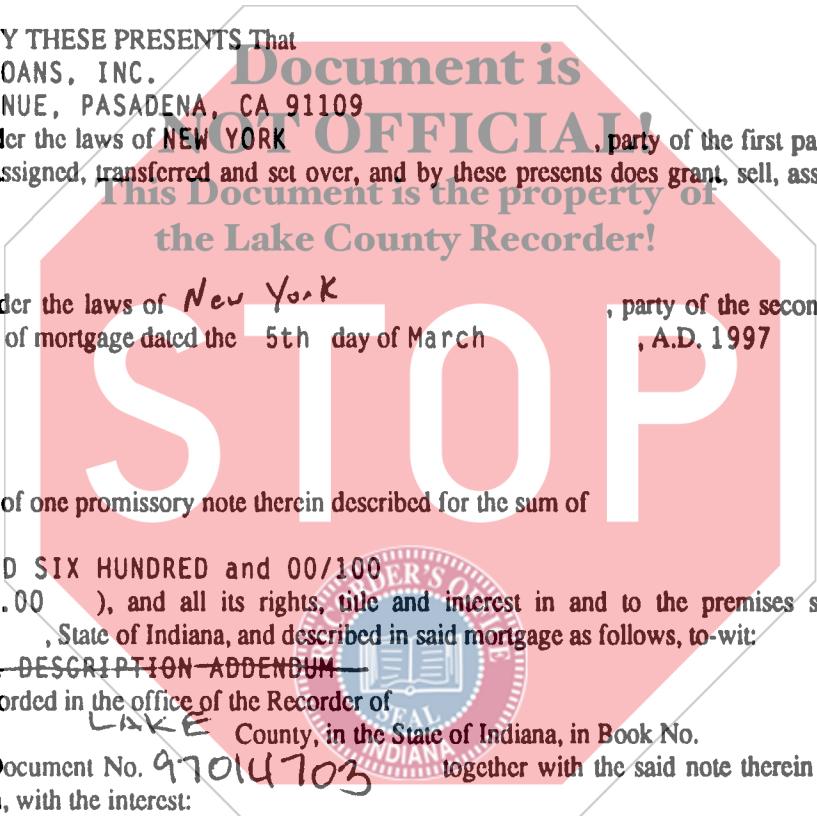 Y THESE PRESENTS That
OANS, INC.
NUE, PASADENA, CA 91109
der the laws of NEW YORK , party of the first pa
ssigned, transferred and set over, and by these presents does grant, sell, ass
Document is
NOT OFFICIAL!
This Document is the property of
the Lake County Recorder!
der the laws of New York , party of the secon
of mortgage dated the 5th day of March , A.D. 1997
STOP
of one promissory note therein described for the sum of
D SIX HUNDRED and 00/100
.00 ), and all its rights, title and interest in and to the premises s
, State of Indiana, and described in said mortgage as follows, to-wit:
DESCRIPTION ADDENDUM
orded in the office of the Recorder of
LAKE County, in the State of Indiana, in Book No.
Document No. 97014703 together with the said note therein
, with the interest:
RECORDER'S OFFICE
SEAL
INDIANA